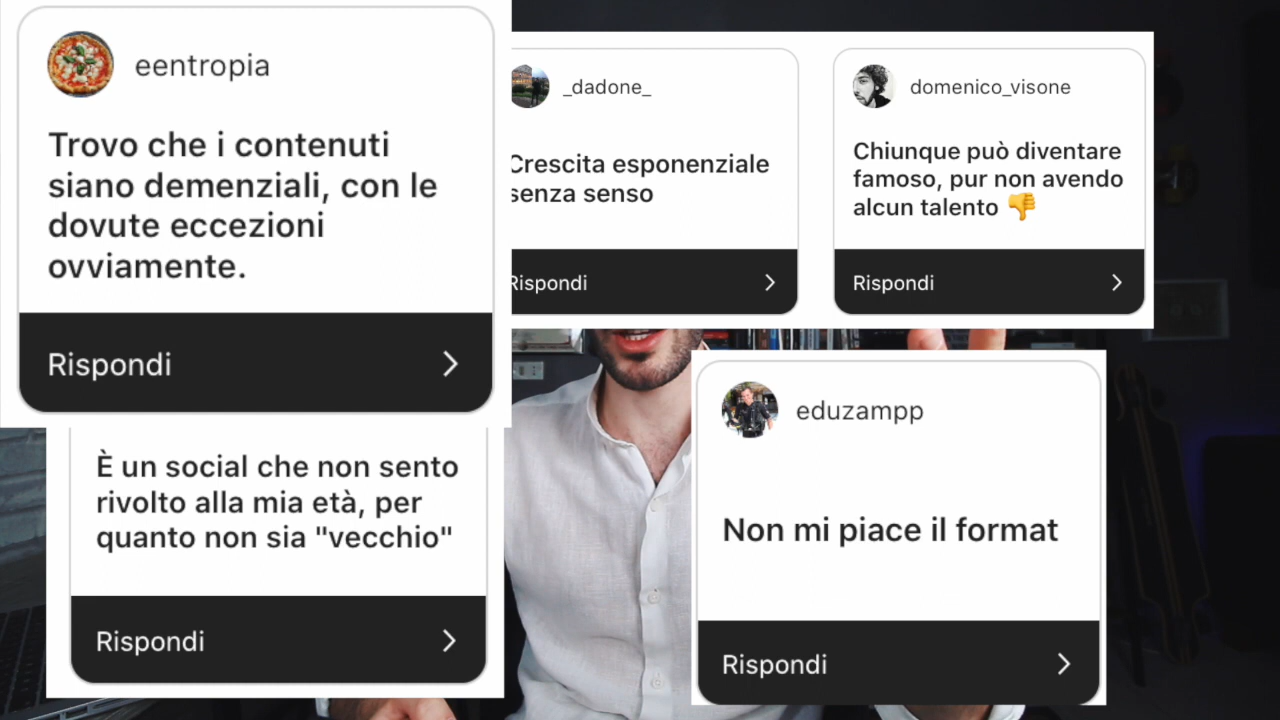 eentropia
Trovo che i contenuti
siano demenziali, con le
dovute eccezioni
ovviamente.
Rispondi
_dadone_
Crescita esponenziale
senza senso
Rispondi
domenico_visone
Chiunque può diventare
famoso, pur non avendo
alcun talento 👎
Rispondi
È un social che non sento
rivolto alla mia età, per
quanto non sia "vecchio"
Rispondi
eduzampp
Non mi piace il format
Rispondi